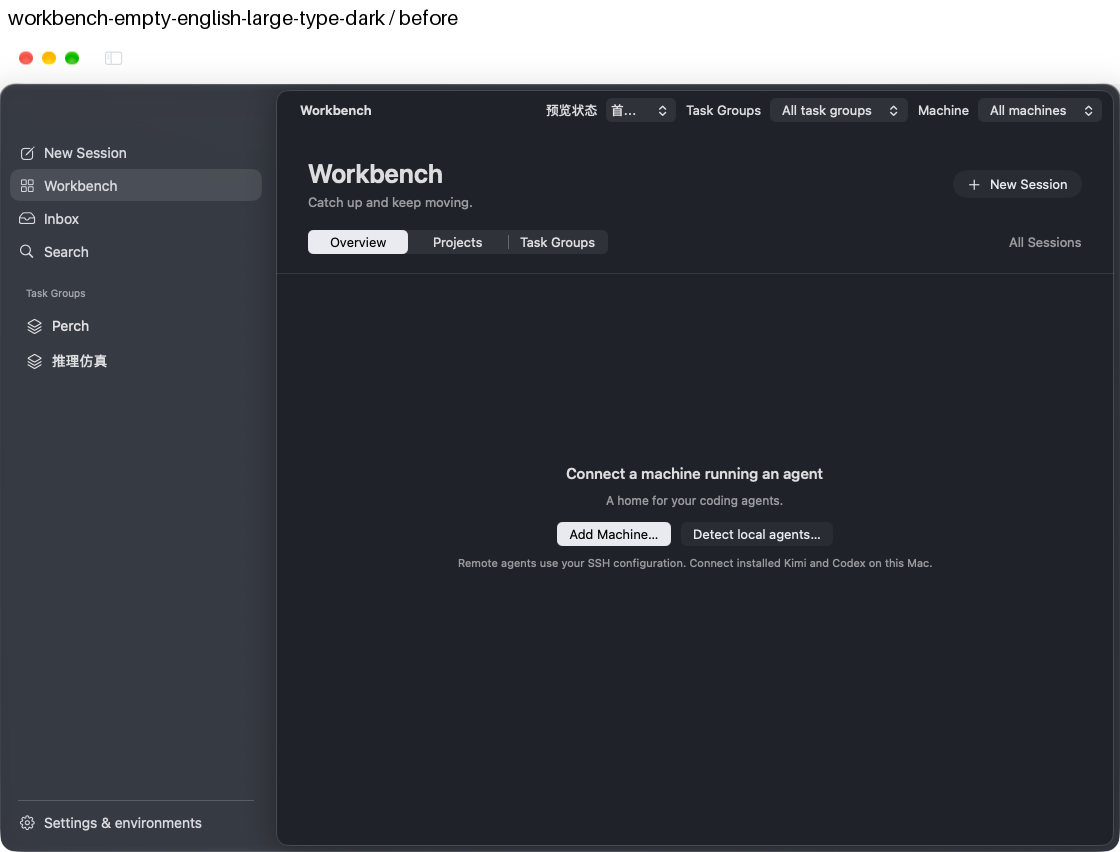 workbench-empty-english-large-type-dark / before
Workbench
预览状态 首... Task Groups All task groups Machine All machines
New Session
Workbench
Inbox
Search
Task Groups
Perch
推理仿真
Settings & environments
Workbench
Catch up and keep moving.
New Session
Overview Projects Task Groups
All Sessions
Connect a machine running an agent
A home for your coding agents.
Add Machine... Detect local agents...
Remote agents use your SSH configuration. Connect installed Kimi and Codex on this Mac.